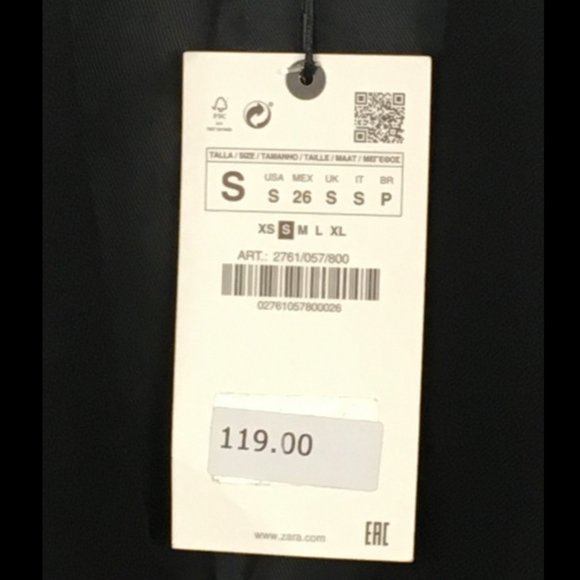 FSC
TALLA / SIZE / TAMANHO / TAILLE / MAAT / ΜΕΓΕΘΟΣ
S
USA MEX UK IT BR
S 26 S S P
XS S M L XL
ART.: 2761/057/800
02761057800026
119.00
www.zara.com
EAC